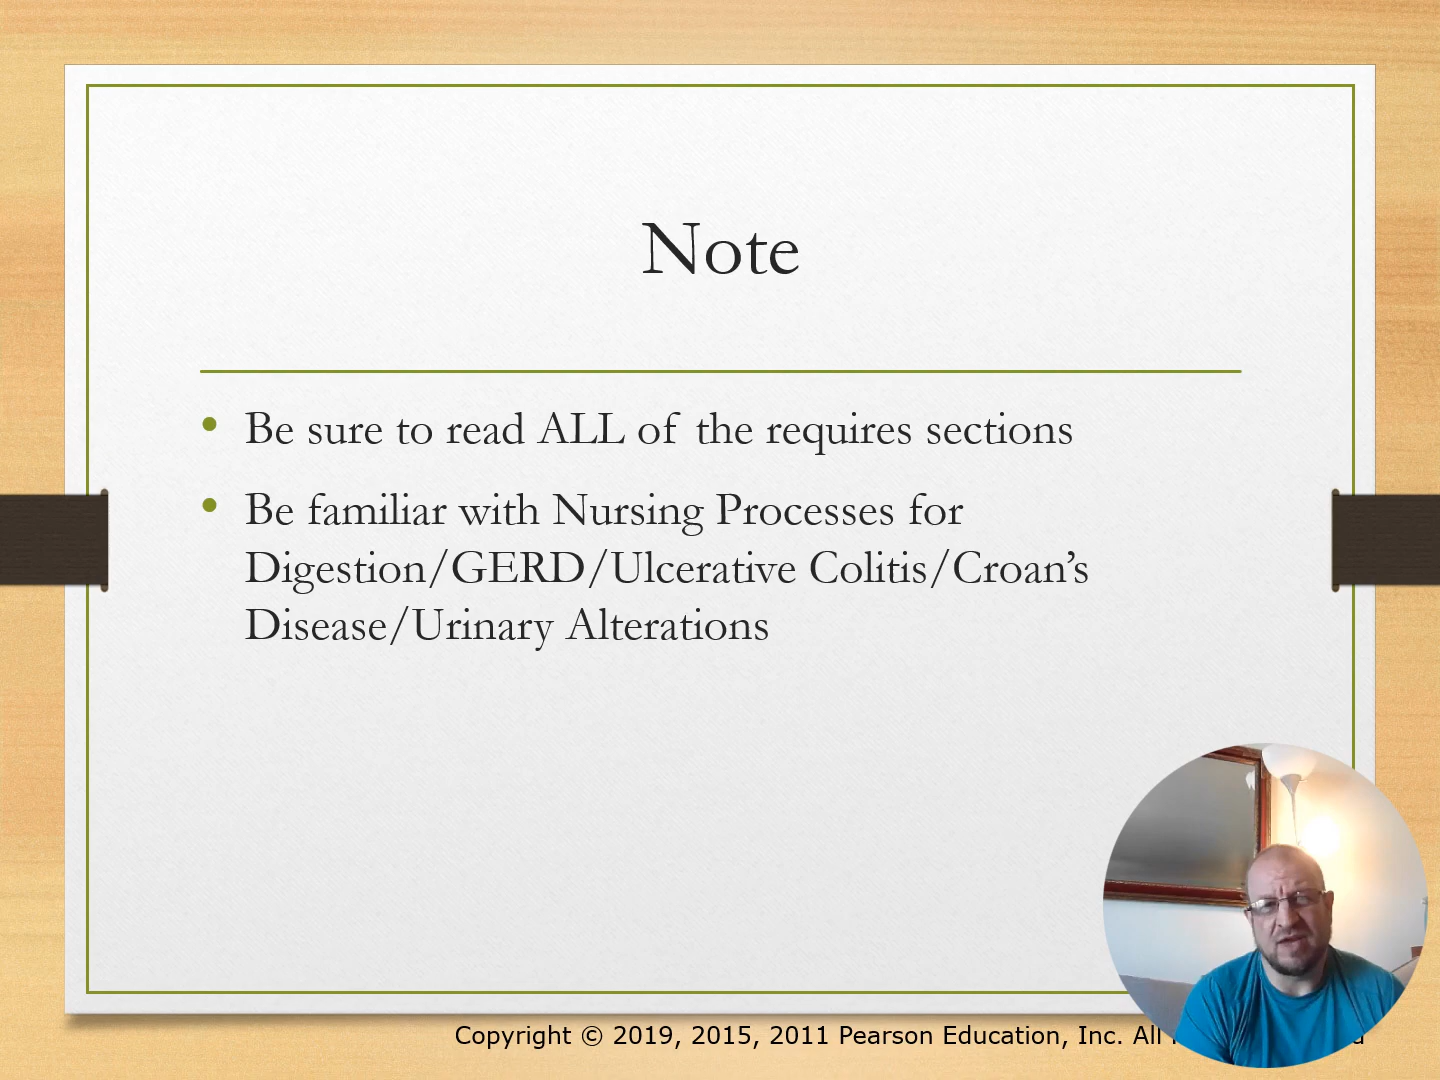 Note
• Be sure to read ALL of the requires sections
• Be familiar with Nursing Processes for
Digestion/GERD/Ulcerative Colitis/Croan’s
Disease/Urinary Alterations
Copyright © 2019, 2015, 2011 Pearson Education, Inc. All